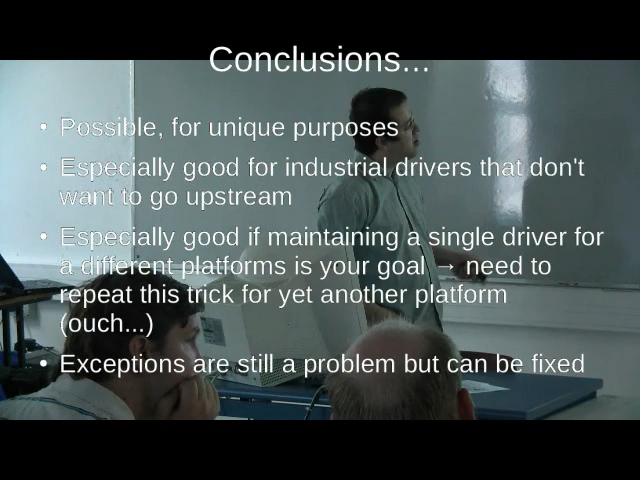 Conclusions...
• Possible, for unique purposes
• Especially good for industrial drivers that don't
want to go upstream
• Especially good if maintaining a single driver for
a different platforms is your goal → need to
repeat this trick for yet another platform
(ouch...)
• Exceptions are still a problem but can be fixed